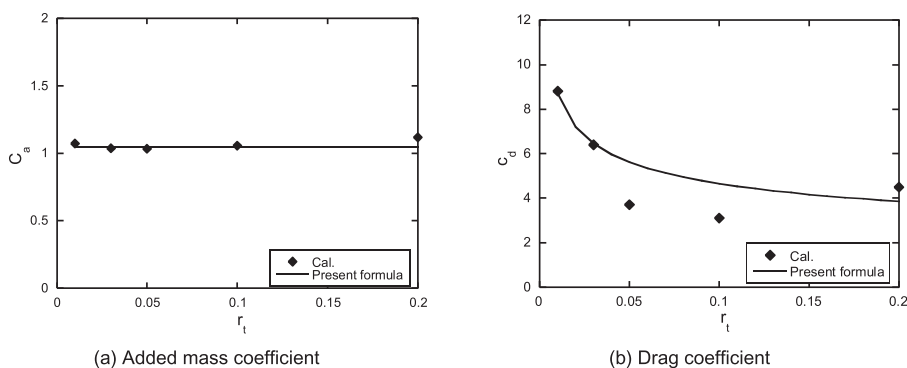 2
1.5
1
0.5
0
C_a
0 0.05 0.1 0.15 0.2
r_t
Cal.
Present formula
(a) Added mass coefficient
12
10
8
6
4
2
0
c_d
0 0.05 0.1 0.15 0.2
r_t
Cal.
Present formula
(b) Drag coefficient